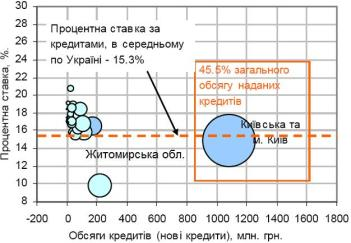 Процентна ставка, %.
30
28
26
24
22
20
18
16
14
12
10
8
Процентна ставка за
кредитами, в середньому
по Україні - 15.3%
45.5% загального
обсягу наданих
кредитів
Київська та
м. Київ
Житомирська обл.
-200 0 200 400 600 800 1000 1200 1400 1600 1800
Обсяги кредитів (нові кредити), млн. грн.